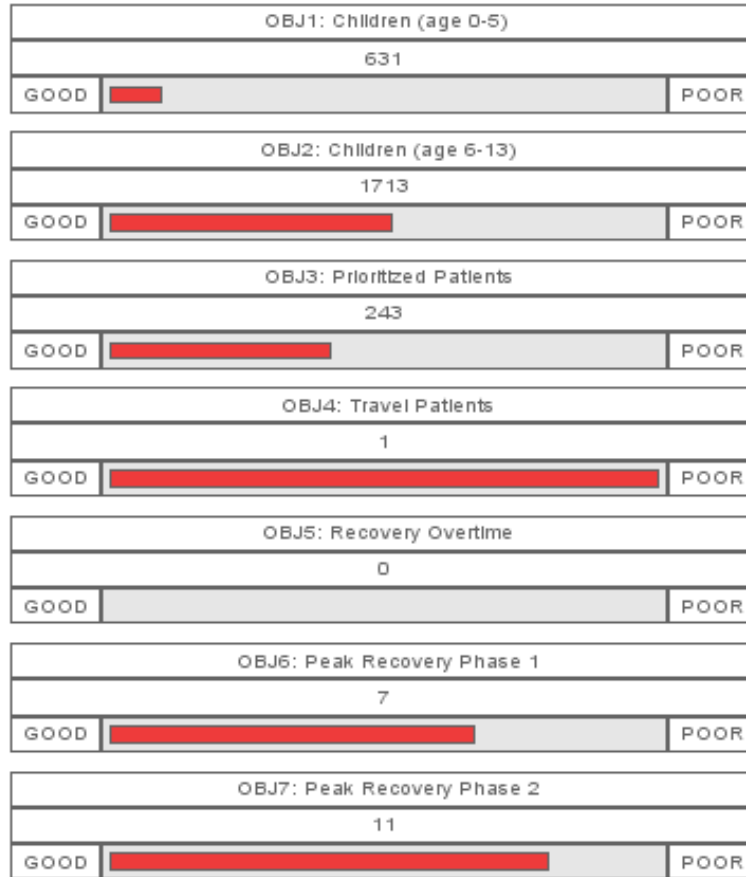 OBJ1: Children (age 0-5)
631
GOOD POOR
OBJ2: Children (age 6-13)
1713
GOOD POOR
OBJ3: Prioritized Patients
243
GOOD POOR
OBJ4: Travel Patients
1
GOOD POOR
OBJ5: Recovery Overtime
0
GOOD POOR
OBJ6: Peak Recovery Phase 1
7
GOOD POOR
OBJ7: Peak Recovery Phase 2
11
GOOD POOR